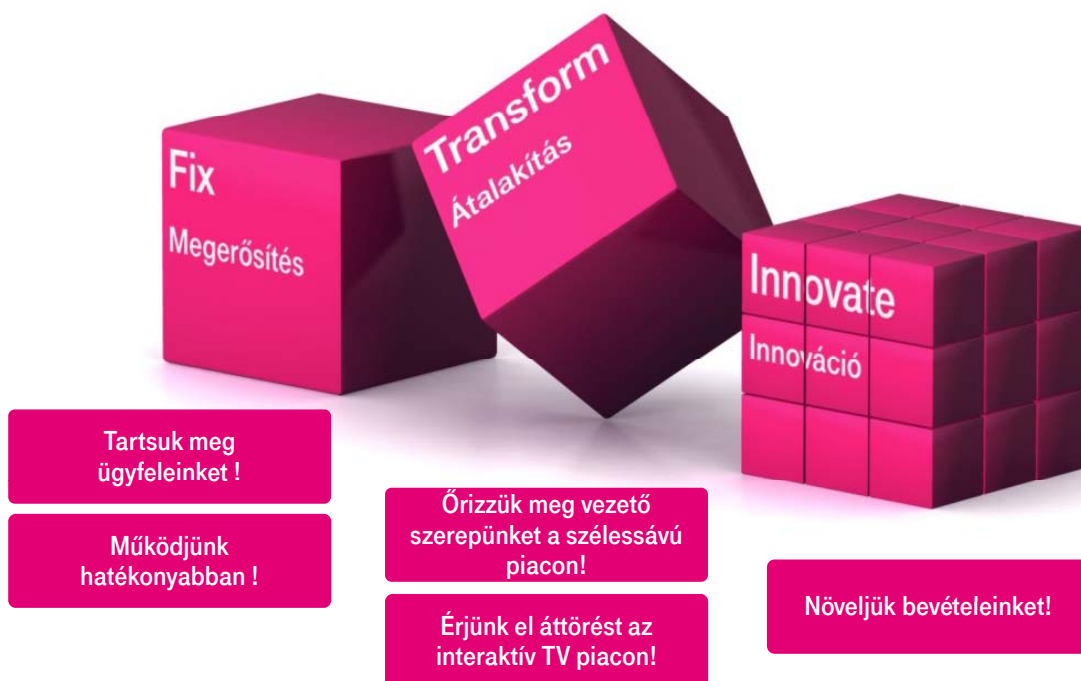 Fix
Megerősítés
Transform
Átalakítás
Innovate
Innováció
Tartsuk meg
ügyfeleinket !
Működjünk
hatékonyabban !
Őrizzük meg vezető
szerepünket a szélessávú
piacon!
Érjünk el áttörést az
interaktív TV piacon!
Növeljük bevételeinket!